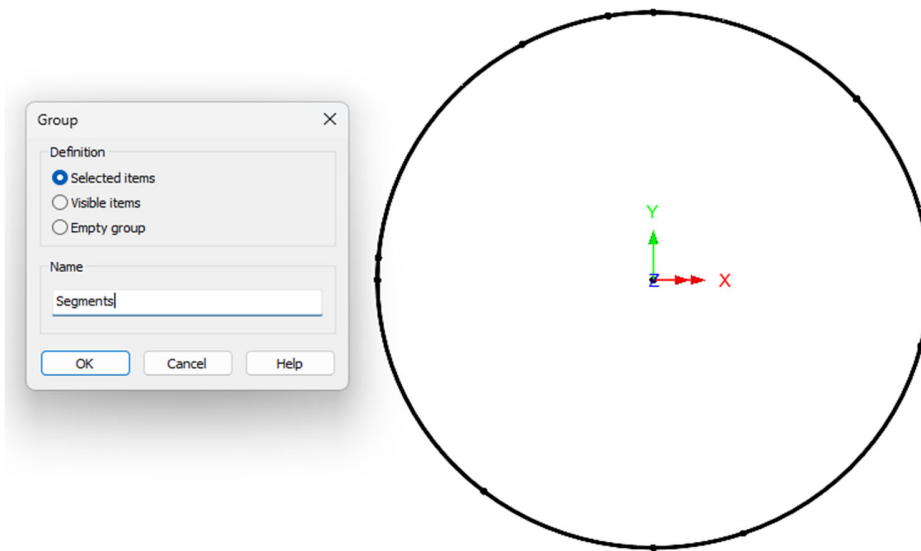 Group
Definition
Selected items
Visible items
Empty group
Name
Segments
OK Cancel Help
Y
Z X